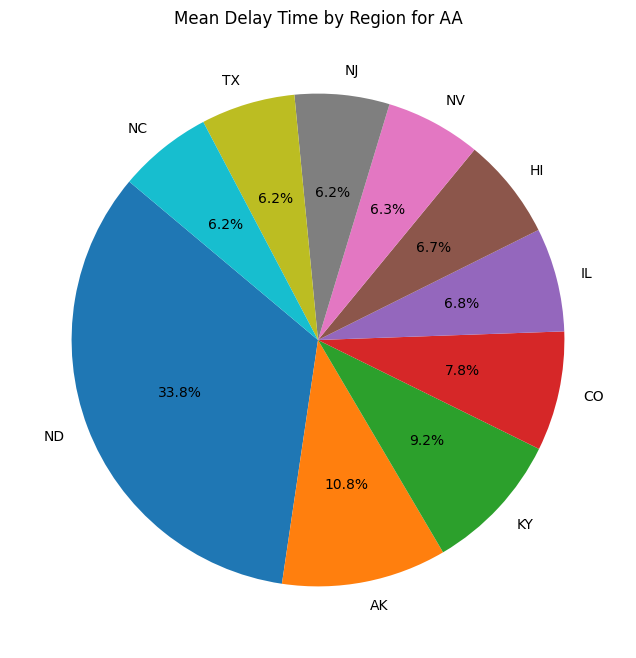 Mean Delay Time by Region for AA
NJ
TX
NV
NC
HI
6.2%
6.2%
6.3%
6.2%
6.7%
IL
6.8%
7.8%
33.8%
CO
ND
9.2%
10.8%
KY
AK